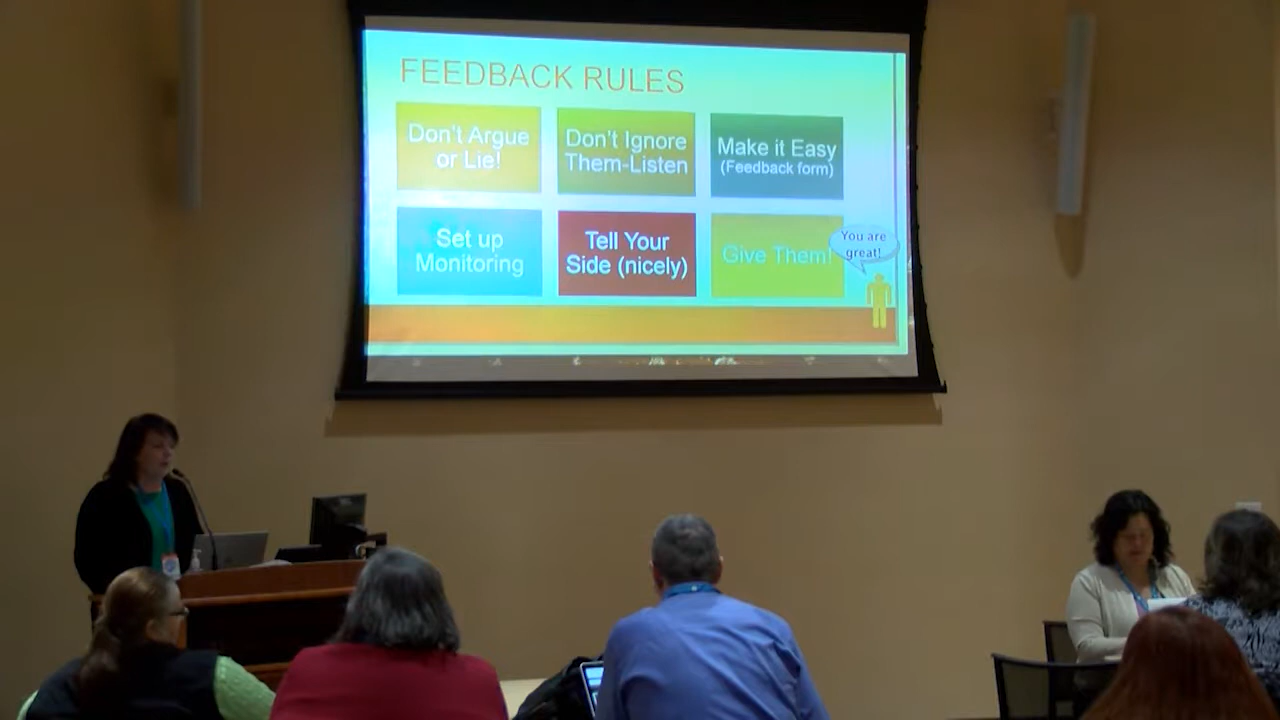 FEEDBACK RULES
Don't Argue
or Lie!
Don't Ignore
Them-Listen
Make it Easy
(Feedback form)
Set up
Monitoring
Tell Your
Side (nicely)
Give Them!
You are
great!